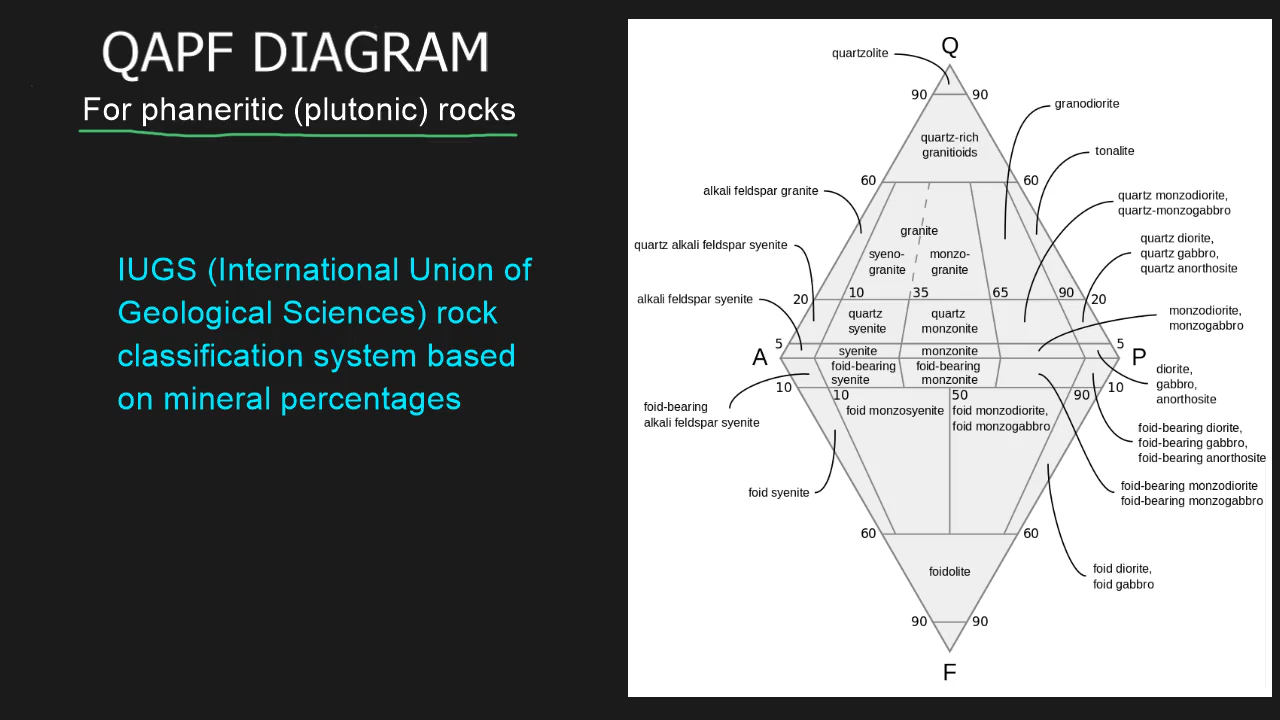 QAPF DIAGRAM
For phaneritic (plutonic) rocks
IUGS (International Union of
Geological Sciences) rock
classification system based
on mineral percentages
Q
quartzolite
90
90
granodiorite
quartz-rich
granitioids
tonalite
60
60
alkali feldspar granite
quartz monzodiorite,
quartz-monzogabbro
granite
quartz alkali feldspar syenite
quartz diorite,
quartz gabbro,
quartz anorthosite
syeno-
granite
monzo-
granite
alkali feldspar syenite
20
10
35
65
90
20
quartz
syenite
quartz
monzonite
monzodiorite,
monzogabbro
5
5
A
syenite
monzonite
P
foid-bearing
syenite
foid-bearing
monzonite
diorite,
gabbro,
anorthosite
10
10
10
50
90
foid-bearing
alkali feldspar syenite
foid monzosyenite
foid monzodiorite,
foid monzogabbro
foid-bearing diorite,
foid-bearing gabbro,
foid-bearing anorthosite
foid syenite
foid-bearing monzodiorite
foid-bearing monzogabbro
60
60
foidolite
foid diorite,
foid gabbro
90
90
F